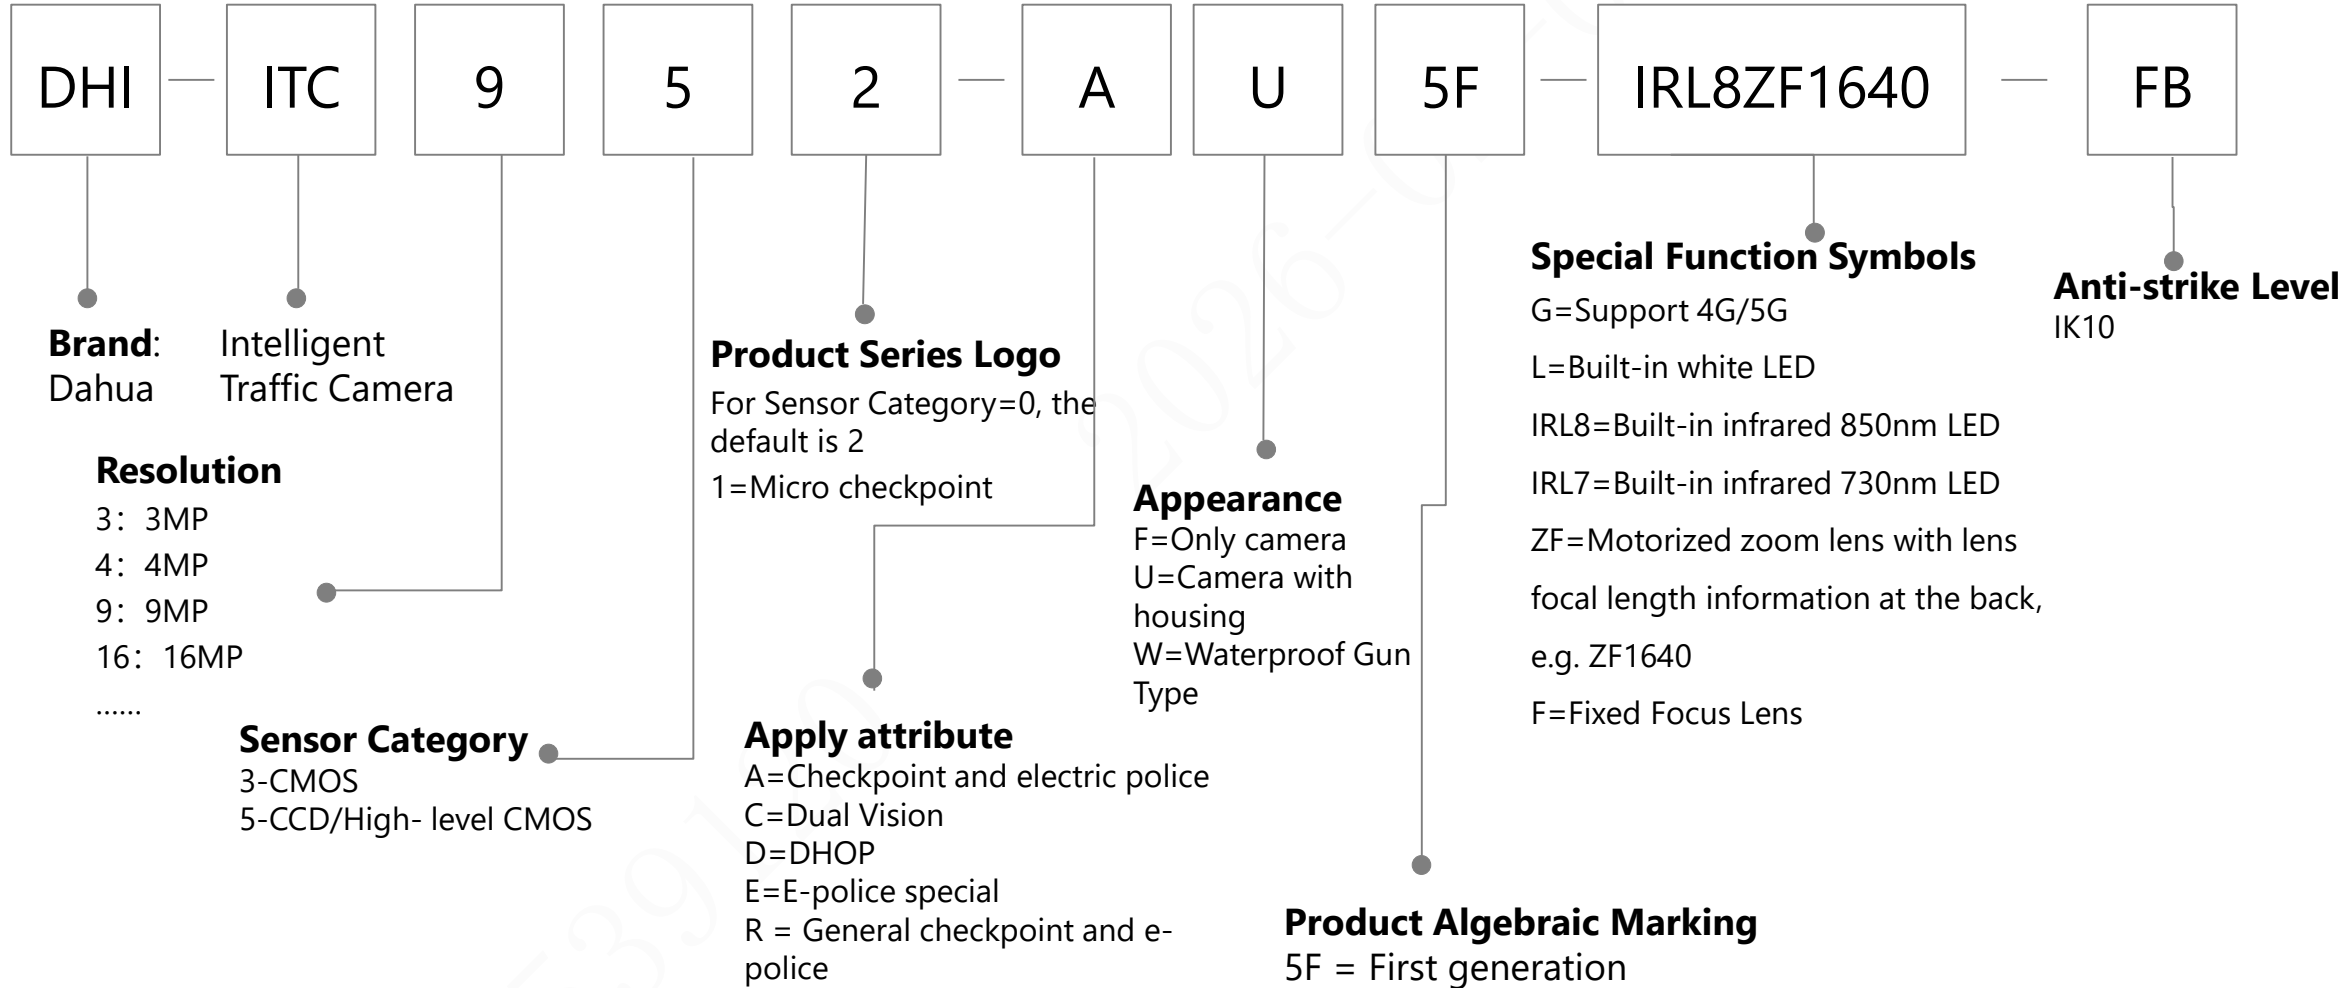 DHI — ITC 9 5 2 — A U 5F — IRL8ZF1640 — FB
Brand:
Dahua
Intelligent
Traffic Camera
Resolution
3：3MP
4：4MP
9：9MP
16：16MP
......
Sensor Category
3-CMOS
5-CCD/High- level CMOS
Product Series Logo
For Sensor Category=0, the
default is 2
1=Micro checkpoint
Apply attribute
A=Checkpoint and electric police
C=Dual Vision
D=DHOP
E=E-police special
R = General checkpoint and e-
police
Appearance
F=Only camera
U=Camera with
housing
W=Waterproof Gun
Type
Product Algebraic Marking
5F = First generation
Special Function Symbols
G=Support 4G/5G
L=Built-in white LED
IRL8=Built-in infrared 850nm LED
IRL7=Built-in infrared 730nm LED
ZF=Motorized zoom lens with lens
focal length information at the back,
e.g. ZF1640
F=Fixed Focus Lens
Anti-strike Level
IK10